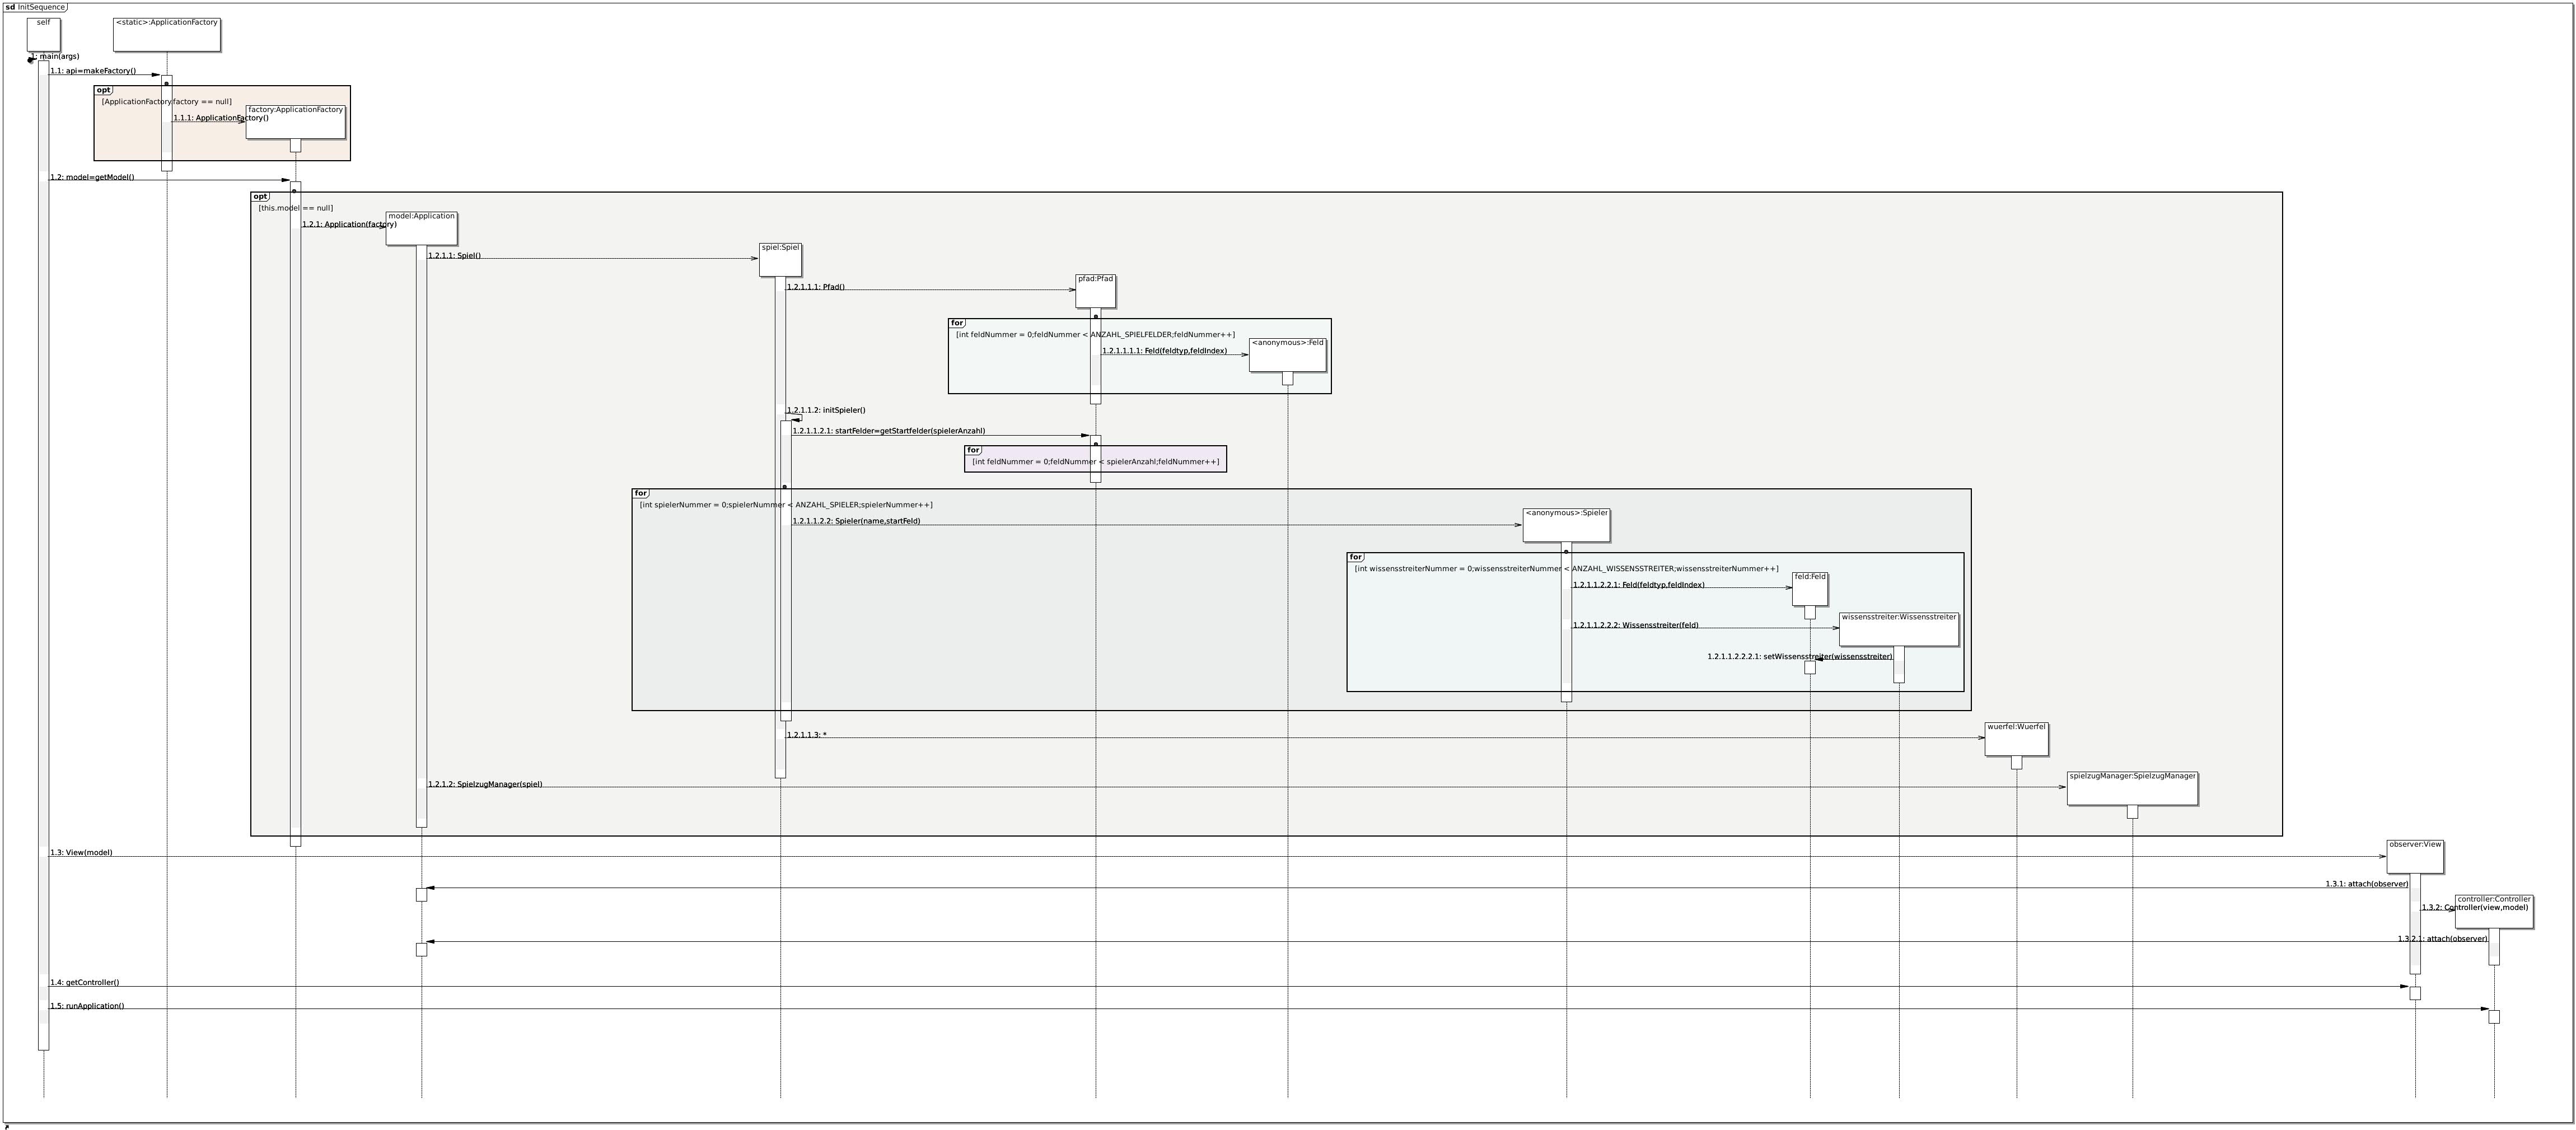 sd InitSequence
self
<static>:ApplicationFactory
1: main(args)
1.1: api=makeFactory()
opt
[ApplicationFactory.factory == null]
factory:ApplicationFactory
1.1.1: ApplicationFactory()
1.2: model=getModel()
opt
[this.model == null]
model:Application
1.2.1: Application(factory)
spiel:Spiel
1.2.1.1: Spiel()
pfad:Pfad
1.2.1.1.1: Pfad()
for
[int feldNummer = 0;feldNummer < ANZAHL_SPIELFELDER;feldNummer++]
<anonymous>:Feld
1.2.1.1.1.1: Feld(feldtyp,feldIndex)
1.2.1.1.2: initSpieler()
1.2.1.1.2.1: startFelder=getStartfelder(spielerAnzahl)
for
[int feldNummer = 0;feldNummer < spielerAnzahl;feldNummer++]
for
[int spielerNummer = 0;spielerNummer < ANZAHL_SPIELER;spielerNummer++]
<anonymous>:Spieler
1.2.1.1.2.2: Spieler(name,startFeld)
for
[int wissensstreiterNummer = 0;wissensstreiterNummer < ANZAHL_WISSENSSTREITER;wissensstreiterNummer++]
feld:Feld
1.2.1.1.2.2.1: Feld(feldtyp,feldIndex)
wissensstreiter:Wissensstreiter
1.2.1.1.2.2.2: Wissensstreiter(feld)
1.2.1.1.2.2.2.1: setWissensstreiter(wissensstreiter)
wuerfel:Wuerfel
1.2.1.1.3: *
spielzugManager:SpielzugManager
1.2.1.2: SpielzugManager(spiel)
observer:View
1.3: View(model)
1.3.1: attach(observer)
controller:Controller
1.3.2: Controller(view,model)
1.3.2.1: attach(observer)
1.4: getController()
1.5: runApplication()